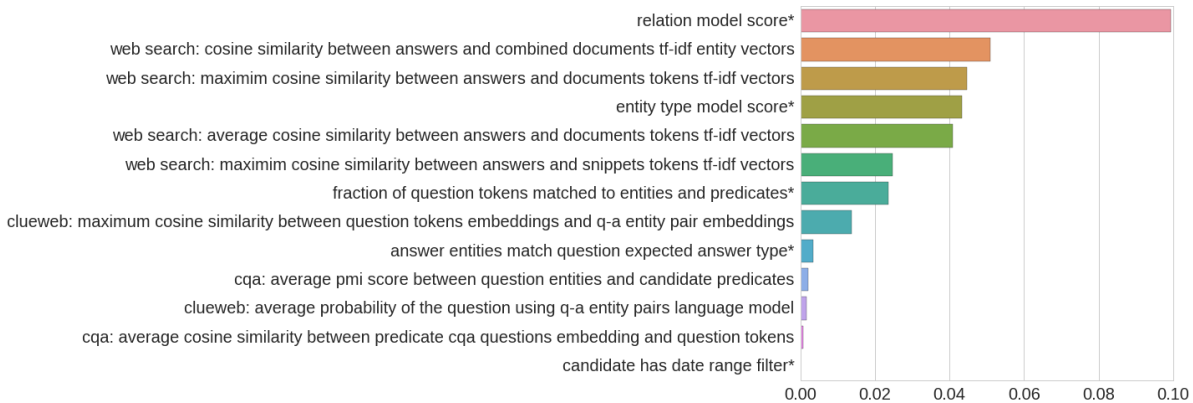 relation model score*
web search: cosine similarity between answers and combined documents tf-idf entity vectors
web search: maximim cosine similarity between answers and documents tokens tf-idf vectors
entity type model score*
web search: average cosine similarity between answers and documents tokens tf-idf vectors
web search: maximim cosine similarity between answers and snippets tokens tf-idf vectors
fraction of question tokens matched to entities and predicates*
clueweb: maximum cosine similarity between question tokens embeddings and q-a entity pair embeddings
answer entities match question expected answer type*
cqa: average pmi score between question entities and candidate predicates
clueweb: average probability of the question using q-a entity pairs language model
cqa: average cosine similarity between predicate cqa questions embedding and question tokens
candidate has date range filter*
0.00 0.02 0.04 0.06 0.08 0.10